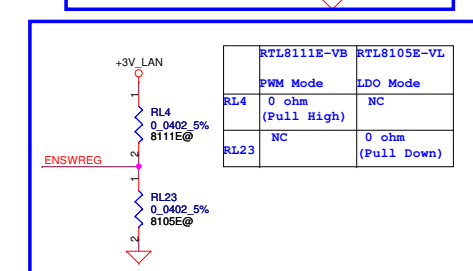 +3V_LAN
1
RL4
0_0402_5%
8111E@
2
ENSWREG
1
RL23
0_0402_5%
8105E@
2
RTL8111E-VB RTL8105E-VL
PWM Mode LDO Mode
RL4 0 ohm (Pull High) NC
RL23 NC 0 ohm (Pull Down)